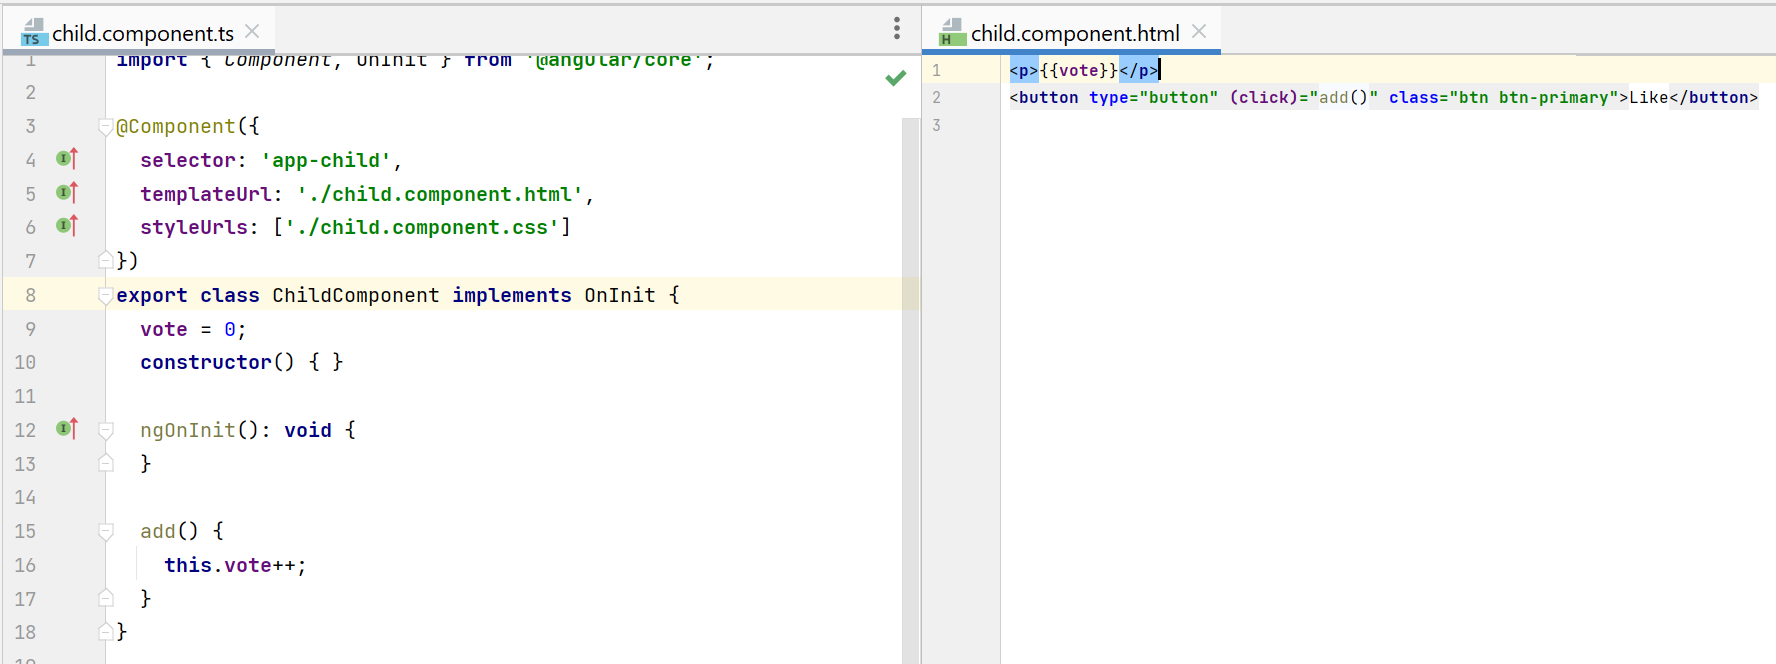 TS child.component.ts
1 import { Component, OnInit } from '@angular/core';
2
3 @Component({
4 selector: 'app-child',
5 templateUrl: './child.component.html',
6 styleUrls: ['./child.component.css']
7 })
8 export class ChildComponent implements OnInit {
9 vote = 0;
10 constructor() { }
11
12 ngOnInit(): void {
13 }
14
15 add() {
16 this.vote++;
17 }
18 }
19
H child.component.html
1 <p>{{vote}}</p>
2 <button type="button" (click)="add()" class="btn btn-primary">Like</button>
3